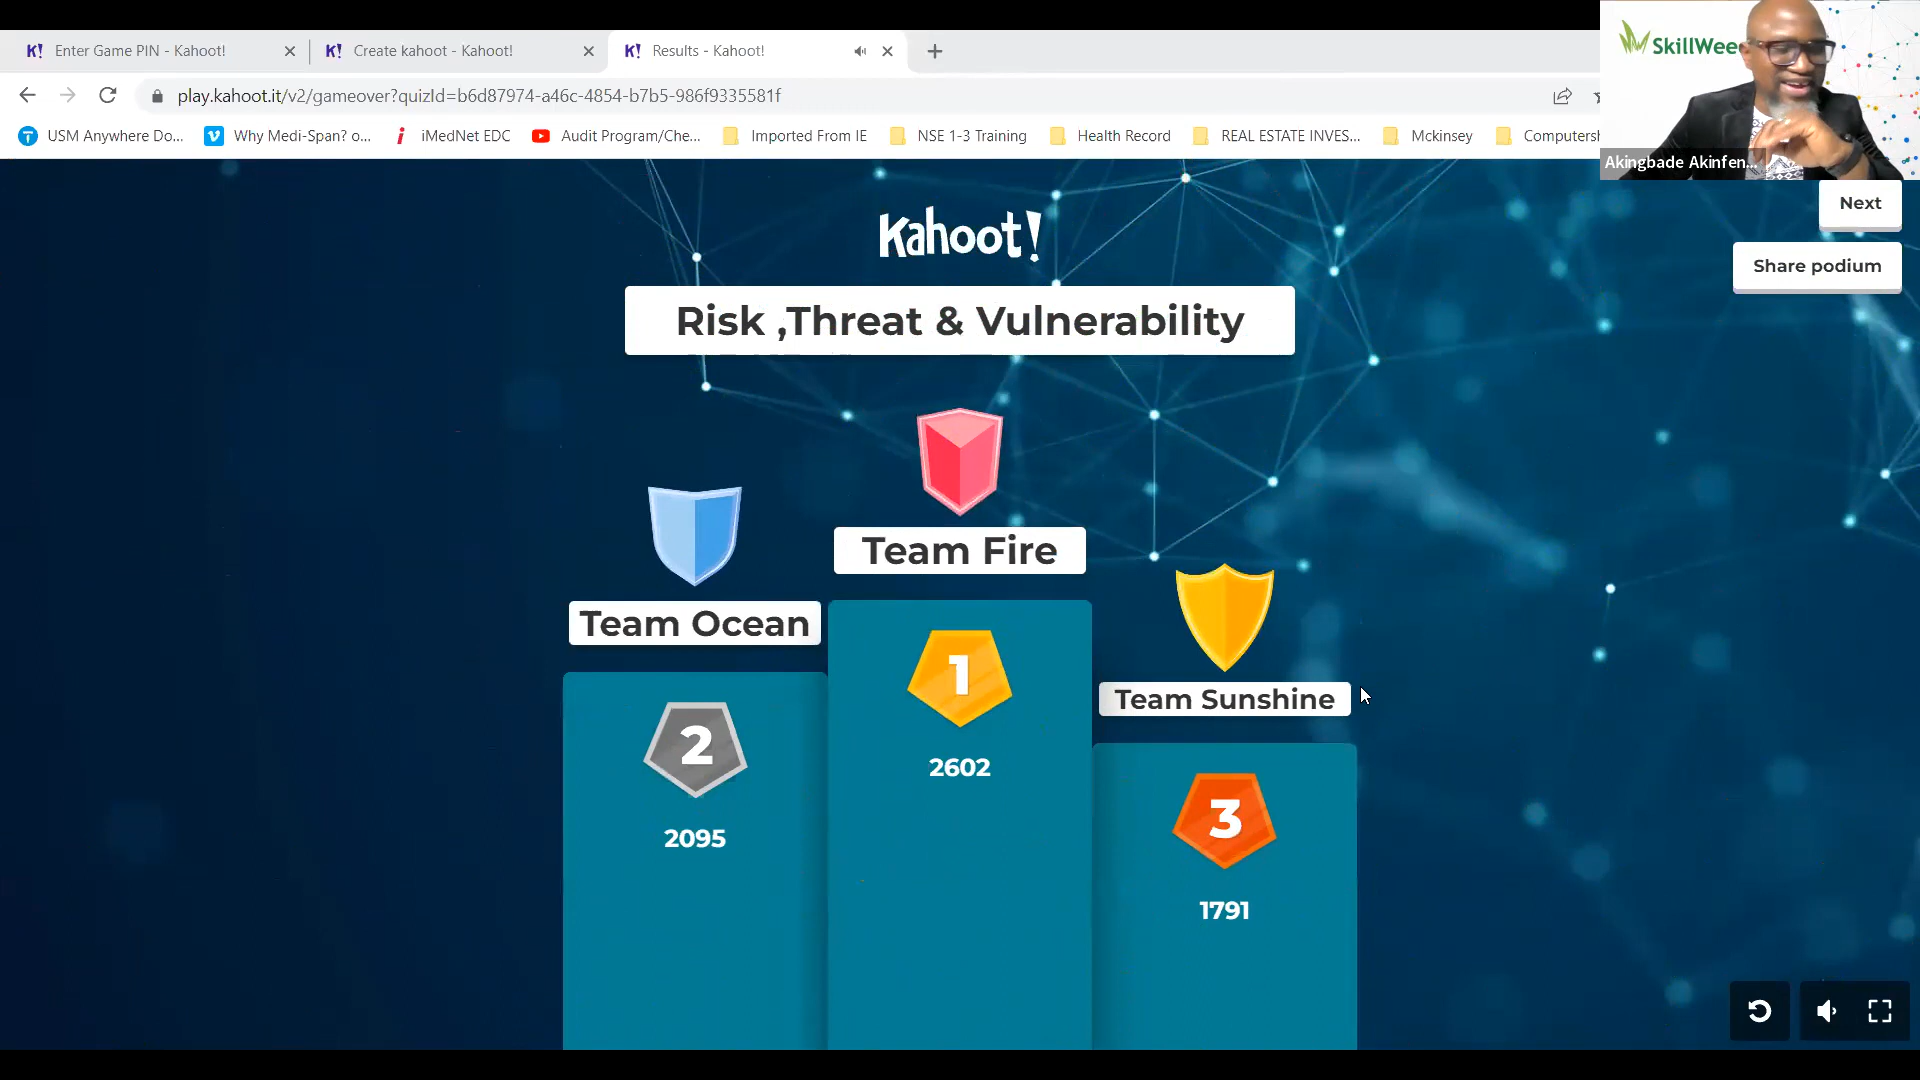 Enter Game PIN - Kahoot!
Create kahoot - Kahoot!
Results - Kahoot!
play.kahoot.it/v2/gameover?quizId=b6d87974-a46c-4854-b7b5-986f9335581f
USM Anywhere Do...
Why Medi-Span? o...
iMedNet EDC
Audit Program/Che...
Imported From IE
NSE 1-3 Training
Health Record
REAL ESTATE INVES...
Mckinsey
Computersh
SkillWee
Akingbade Akinfen...
Next
Share podium
Kahoot!
Risk ,Threat & Vulnerability
Team Fire
Team Ocean
Team Sunshine
1
2602
2
2095
3
1791